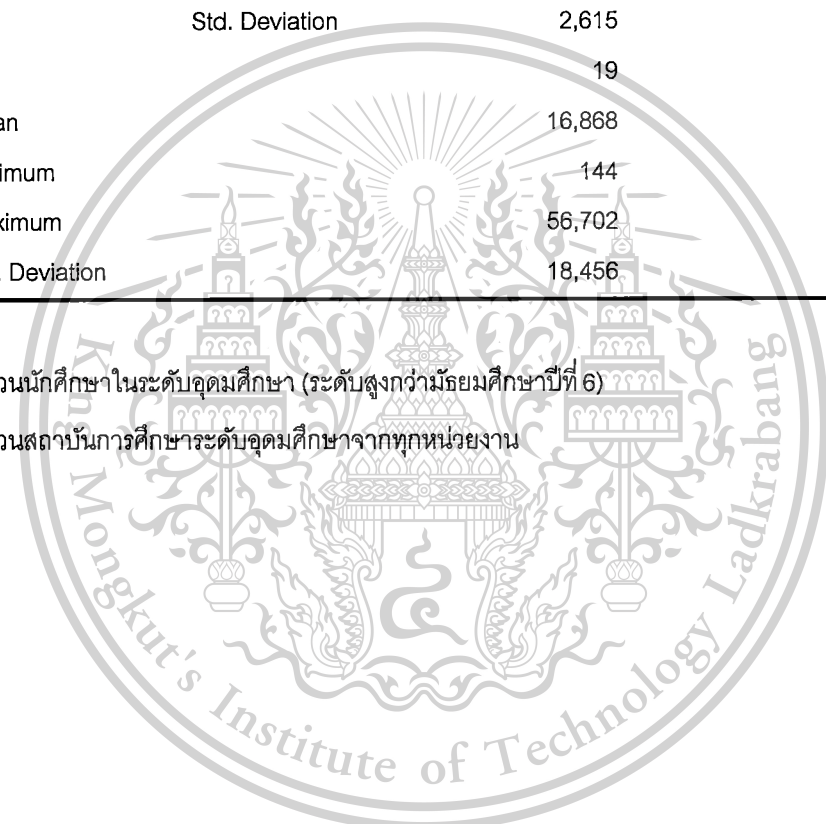 Std. Deviation 2,615
19
an 16,868
imum 144
ximum 56,702
. Deviation 18,456
วนนักศึกษาในระดับอุดมศึกษา (ระดับสูงกว่ามัธยมศึกษาปีที่ 6)
วนสถาบันการศึกษาระดับอุดมศึกษาจากทุกหน่วยงาน
King Mongkut's Institute of Technology Ladkrabang